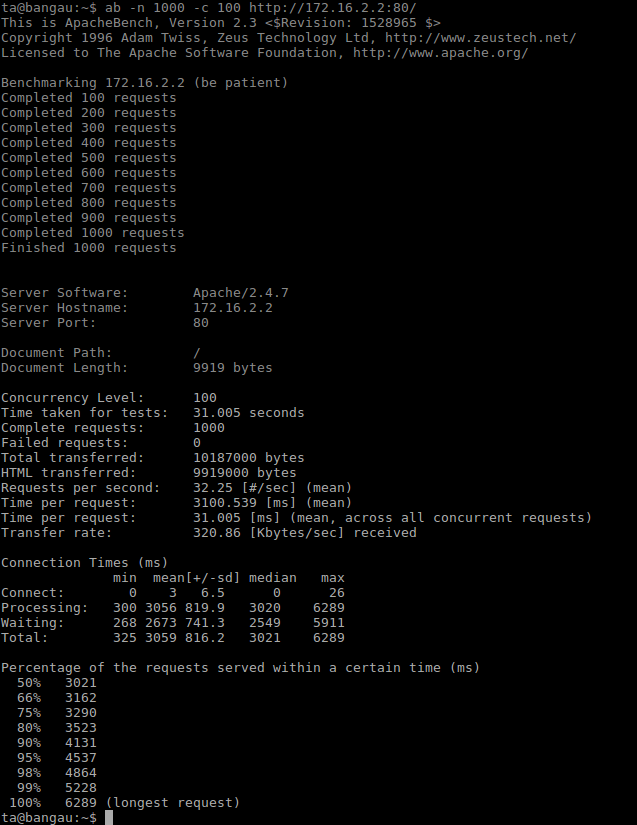 ta@bangau:~$ ab -n 1000 -c 100 http://172.16.2.2:80/
This is ApacheBench, Version 2.3 <$Revision: 1528965 $>
Copyright 1996 Adam Twiss, Zeus Technology Ltd, http://www.zeustech.net/
Licensed to The Apache Software Foundation, http://www.apache.org/

Benchmarking 172.16.2.2 (be patient)
Completed 100 requests
Completed 200 requests
Completed 300 requests
Completed 400 requests
Completed 500 requests
Completed 600 requests
Completed 700 requests
Completed 800 requests
Completed 900 requests
Completed 1000 requests
Finished 1000 requests


Server Software:        Apache/2.4.7
Server Hostname:        172.16.2.2
Server Port:            80

Document Path:          /
Document Length:        9919 bytes

Concurrency Level:      100
Time taken for tests:   31.005 seconds
Complete requests:      1000
Failed requests:        0
Total transferred:      10187000 bytes
HTML transferred:       9919000 bytes
Requests per second:    32.25 [#/sec] (mean)
Time per request:       3100.539 [ms] (mean)
Time per request:       31.005 [ms] (mean, across all concurrent requests)
Transfer rate:          320.86 [Kbytes/sec] received

Connection Times (ms)
              min  mean[+/-sd] median   max
Connect:        0    3   6.5      0      26
Processing:   300 3056 819.9   3020    6289
Waiting:      268 2673 741.3   2549    5911
Total:        325 3059 816.2   3021    6289

Percentage of the requests served within a certain time (ms)
  50%   3021
  66%   3162
  75%   3290
  80%   3523
  90%   4131
  95%   4537
  98%   4864
  99%   5228
 100%   6289 (longest request)
ta@bangau:~$